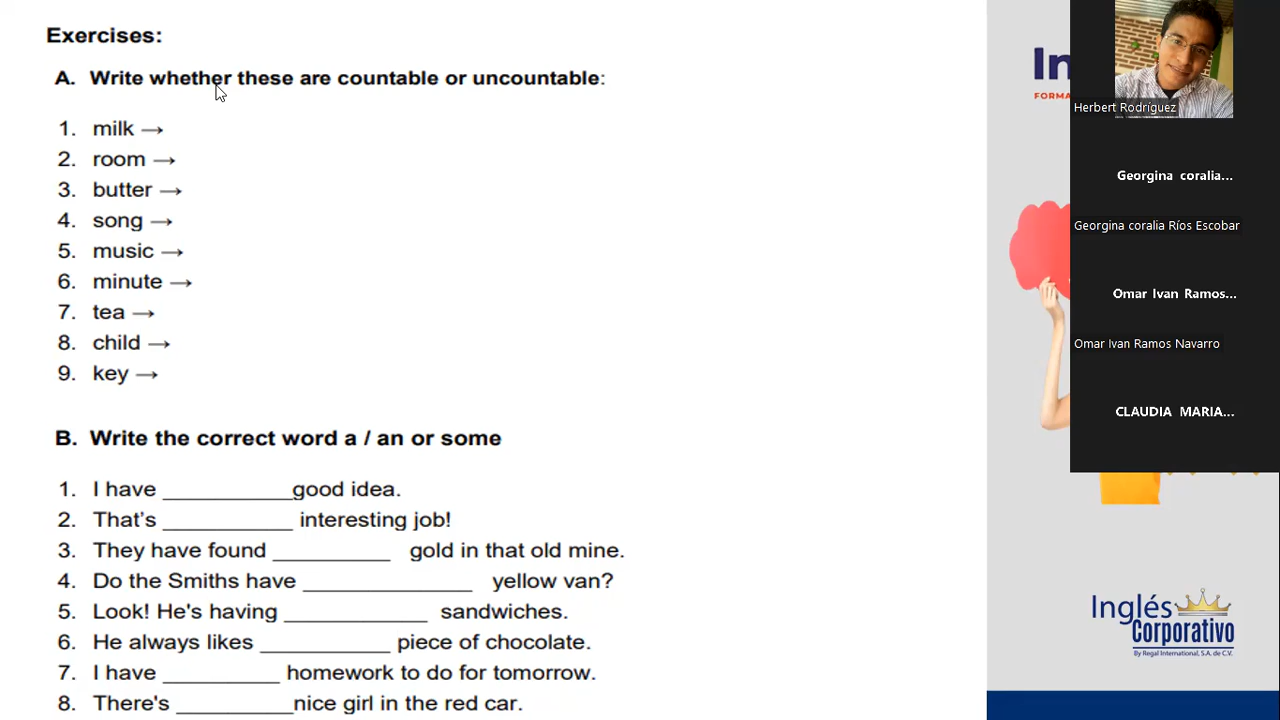 Exercises:
A. Write whether these are countable or uncountable:
1. milk →
2. room →
3. butter →
4. song →
5. music →
6. minute →
7. tea →
8. child →
9. key →
B. Write the correct word a / an or some
1. I have ___________good idea.
2. That's ___________ interesting job!
3. They have found __________ gold in that old mine.
4. Do the Smiths have ______________ yellow van?
5. Look! He's having ____________ sandwiches.
6. He always likes ___________ piece of chocolate.
7. I have __________ homework to do for tomorrow.
8. There's __________nice girl in the red car.
In
FORMA
Herbert Rodríguez
Georgina coralia...
Georgina coralia Ríos Escobar
Omar Ivan Ramos...
Omar Ivan Ramos Navarro
CLAUDIA MARIA...
Inglés
Corporativo
By Regal International, S.A. de C.V.